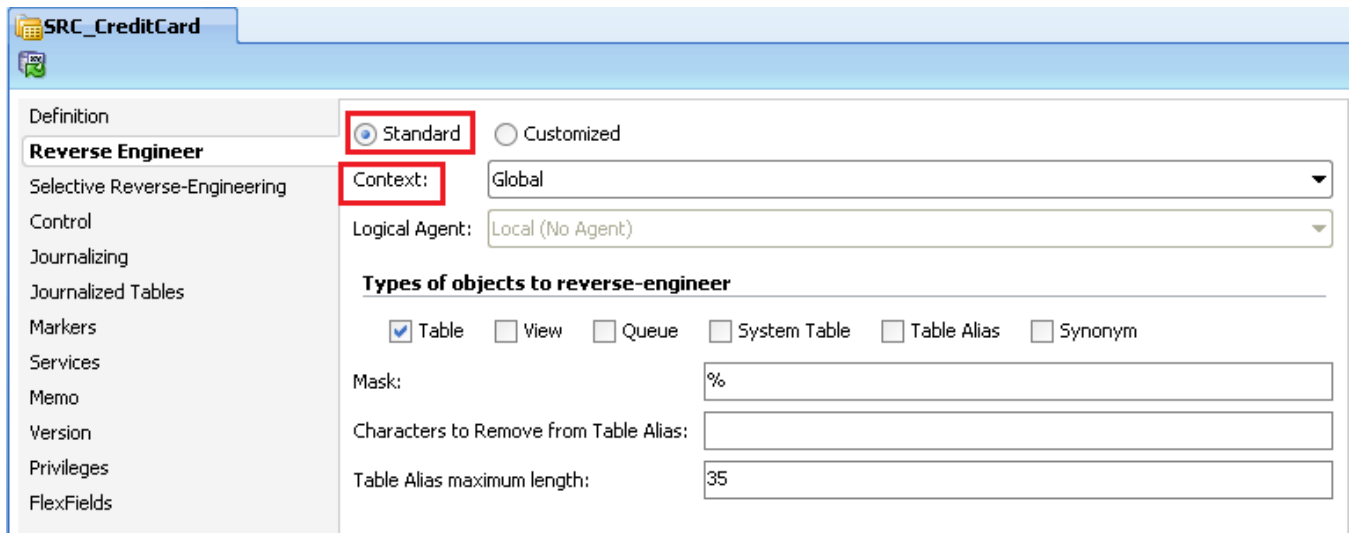 SRC_CreditCard
Definition
Reverse Engineer
Selective Reverse-Engineering
Control
Journalizing
Journalized Tables
Markers
Services
Memo
Version
Privileges
FlexFields
Standard Customized
Context: Global
Logical Agent: Local (No Agent)
Types of objects to reverse-engineer
Table View Queue System Table Table Alias Synonym
Mask: %
Characters to Remove from Table Alias:
Table Alias maximum length: 35